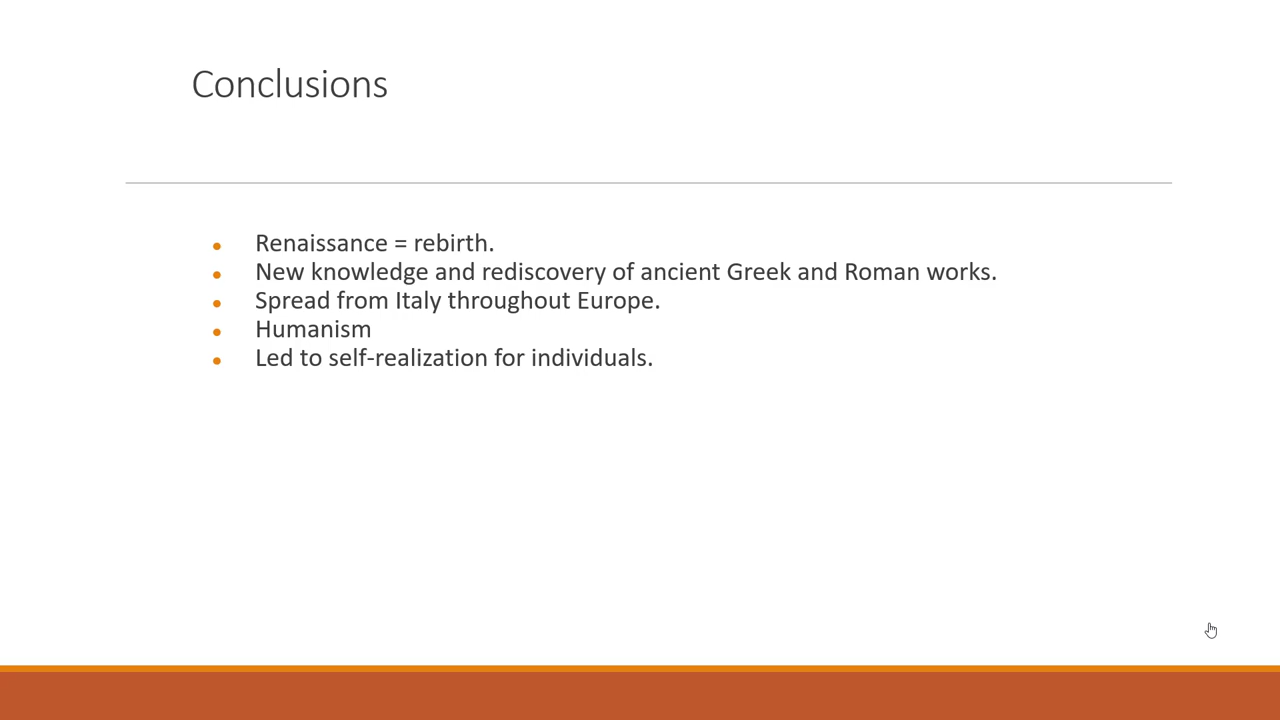 Conclusions
Renaissance = rebirth.
New knowledge and rediscovery of ancient Greek and Roman works.
Spread from Italy throughout Europe.
Humanism
Led to self-realization for individuals.